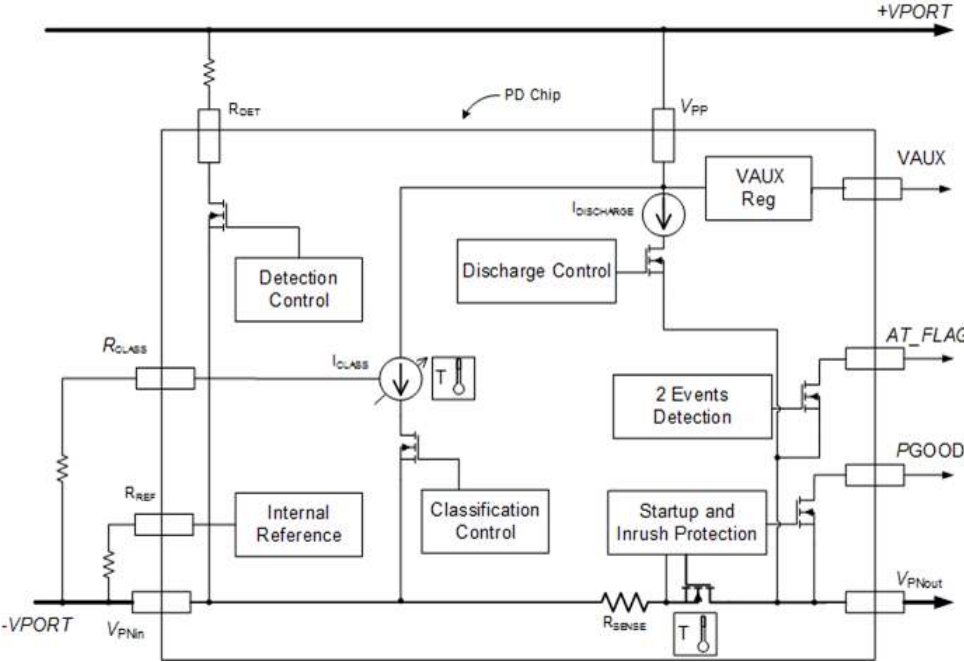 +VPORT
PD Chip
RDET
VPP
VAUX
VAUX
Reg
IDISCHARGE
Discharge Control
Detection
Control
AT_FLAG
RCLASS
ICLASS
T
2 Events
Detection
PGOOD
RREF
Internal
Reference
Classification
Control
Startup and
Inrush Protection
VPNout
-VPORT
VPNin
RSENSE
T